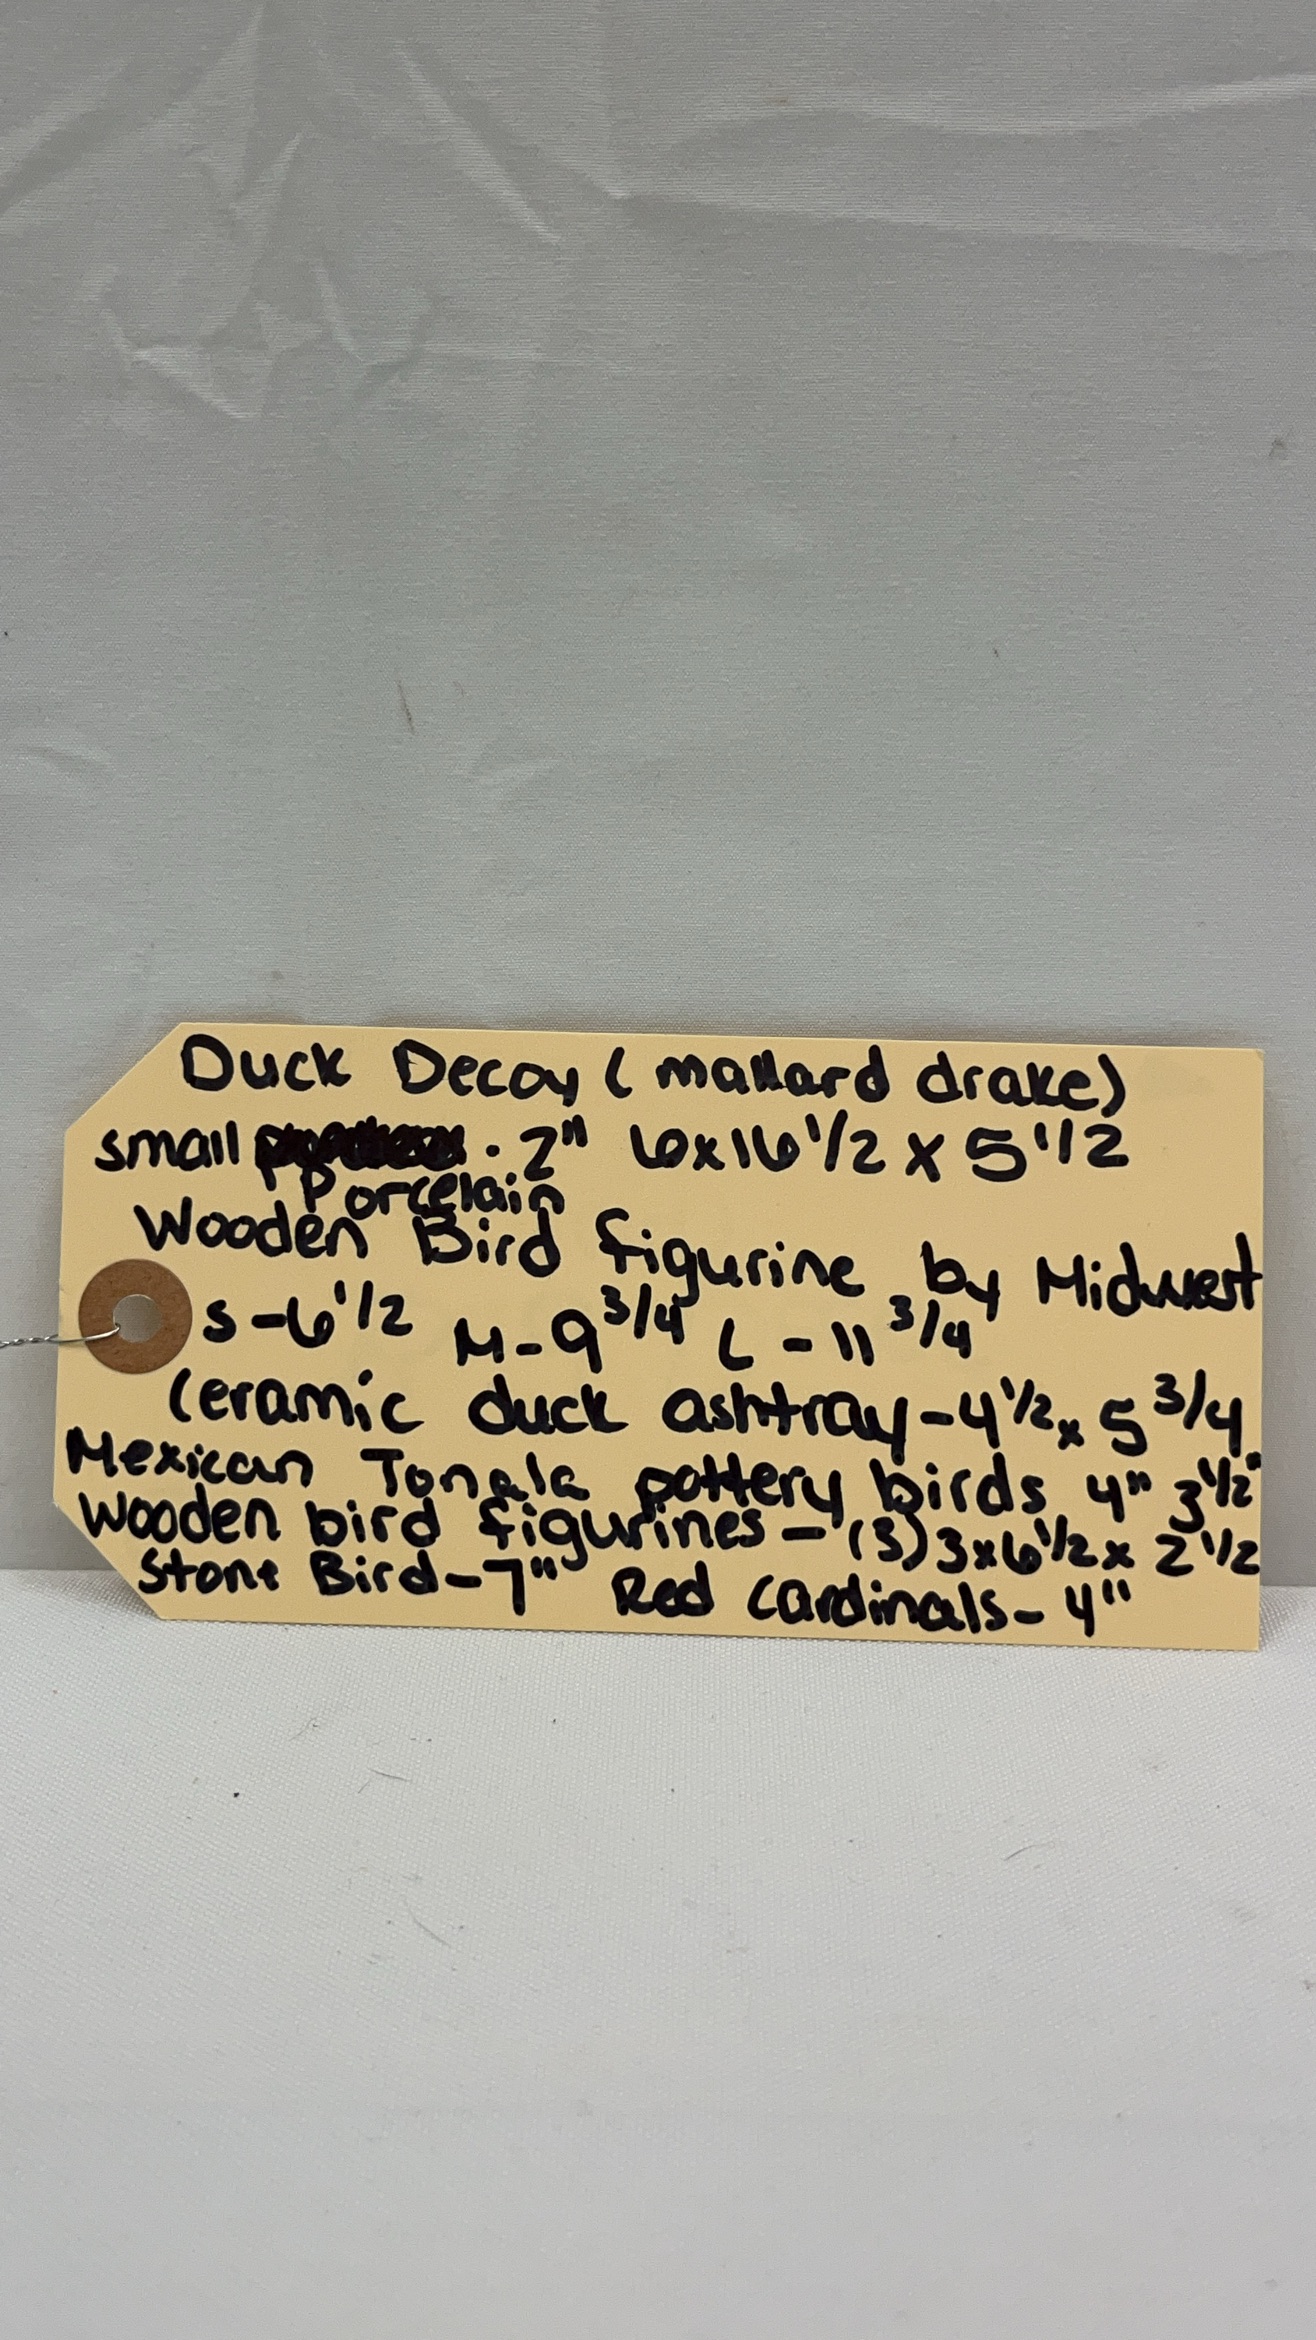 Duck Decoy (mallard drake)
small . 2" 6x16 1/2 x 5 1/2
Porcelain
Wooden Bird figurine by Midwest
S-6 1/2 M-9 3/4 L-11 3/4
Ceramic duck ashtray-4 1/2 x 5 3/4
Mexican Tonala pottery birds 4" 3 1/2"
Wooden bird figurines-(3) 3x6 1/2 x 2 1/2
Stone Bird-7" Red Cardinals-4"